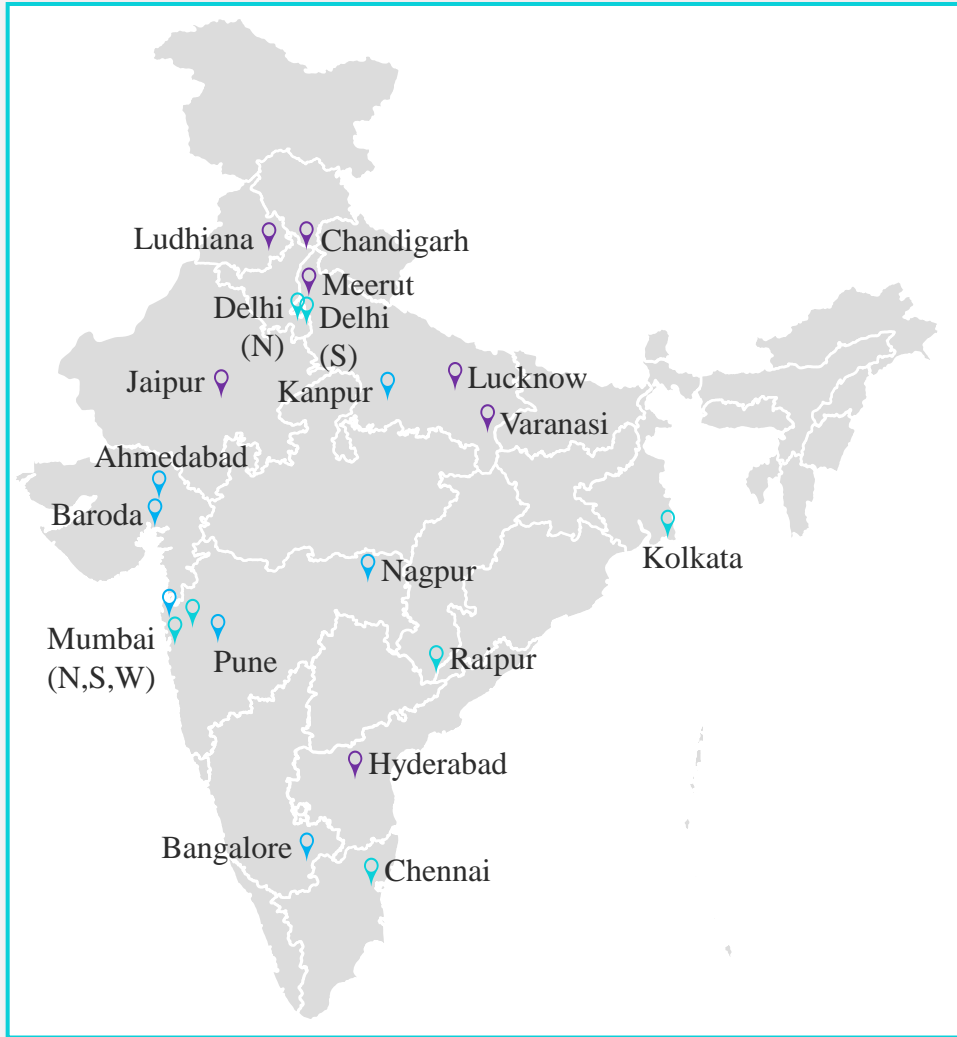 Ludhiana
Chandigarh
Meerut
Delhi
(N)
Delhi
(S)
Jaipur
Kanpur
Lucknow
Varanasi
Ahmedabad
Baroda
Kolkata
Nagpur
Mumbai
(N,S,W)
Pune
Raipur
Hyderabad
Bangalore
Chennai